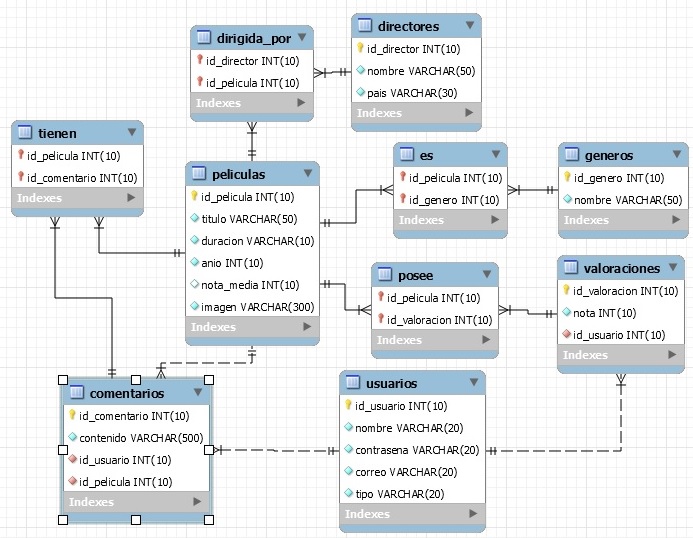 dirigida_por
id_director INT(10)
id_pelicula INT(10)
Indexes
directores
id_director INT(10)
nombre VARCHAR(50)
pais VARCHAR(30)
Indexes
tienen
id_pelicula INT(10)
id_comentario INT(10)
Indexes
peliculas
id_pelicula INT(10)
titulo VARCHAR(50)
duracion VARCHAR(10)
anio INT(10)
nota_media INT(10)
imagen VARCHAR(300)
Indexes
es
id_pelicula INT(10)
id_genero INT(10)
Indexes
generos
id_genero INT(10)
nombre VARCHAR(50)
Indexes
posee
id_pelicula INT(10)
id_valoracion INT(10)
Indexes
valoraciones
id_valoracion INT(10)
nota INT(10)
id_usuario INT(10)
Indexes
comentarios
id_comentario INT(10)
contenido VARCHAR(500)
id_usuario INT(10)
id_pelicula INT(10)
Indexes
usuarios
id_usuario INT(10)
nombre VARCHAR(20)
contrasena VARCHAR(20)
correo VARCHAR(20)
tipo VARCHAR(20)
Indexes